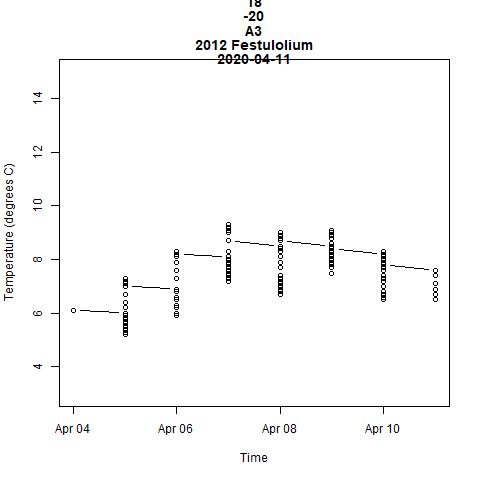 18
-20
A3
2012 Festulolium
2020-04-11
14
12
10
8
6
4
Temperature (degrees C)
Apr 04
Apr 06
Apr 08
Apr 10
Time